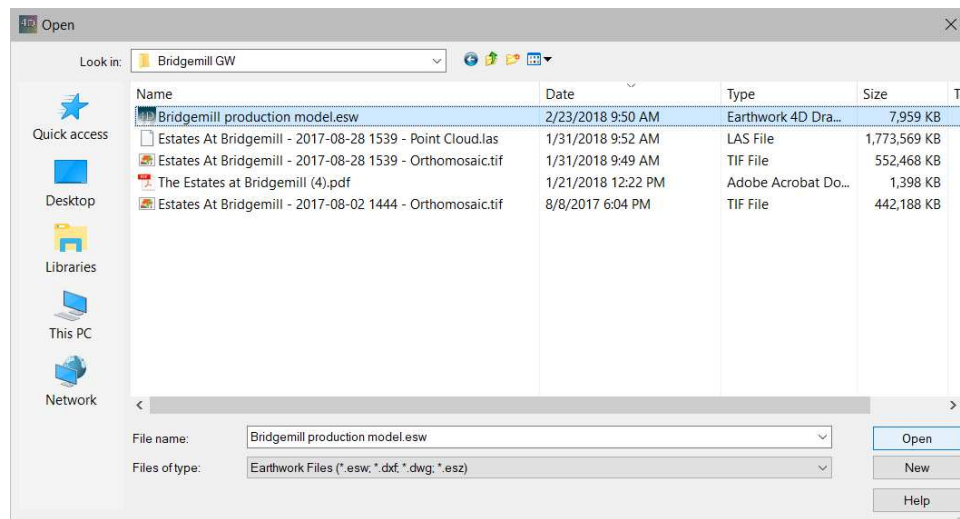 4D Open
Look in: Bridgemill GW
Name Date Type Size T
Bridgemill production model.esw 2/23/2018 9:50 AM Earthwork 4D Dra... 7,959 KB
Estates At Bridgemill - 2017-08-28 1539 - Point Cloud.las 1/31/2018 9:52 AM LAS File 1,773,569 KB
Estates At Bridgemill - 2017-08-28 1539 - Orthomosaic.tif 1/31/2018 9:49 AM TIF File 552,468 KB
The Estates at Bridgemill (4).pdf 1/21/2018 12:22 PM Adobe Acrobat Do... 1,398 KB
Estates At Bridgemill - 2017-08-02 1444 - Orthomosaic.tif 8/8/2017 6:04 PM TIF File 442,188 KB
Quick access
Desktop
Libraries
This PC
Network
File name: Bridgemill production model.esw Open
Files of type: Earthwork Files (*.esw; *.dxf; *.dwg; *.esz) New
Help